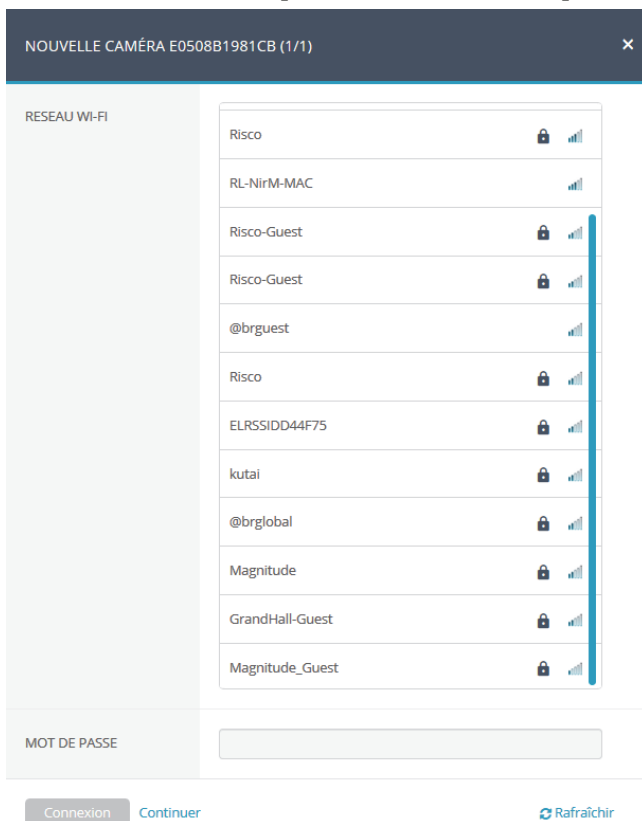 NOUVELLE CAMÉRA E0508B1981CB (1/1) ×
RESEAU WI-FI
Risco
RL-NirM-MAC
Risco-Guest
Risco-Guest
@brguest
Risco
ELRSSIDD44F75
kutai
@brglobal
Magnitude
GrandHall-Guest
Magnitude_Guest
MOT DE PASSE
Connexion Continuer Rafraîchir